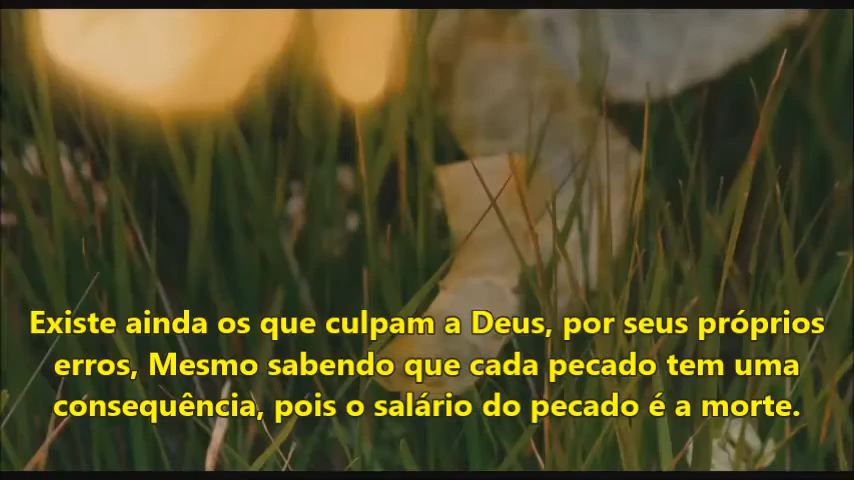 Existe ainda os que culpam a Deus, por seus próprios
erros, Mesmo sabendo que cada pecado tem uma
consequência, pois o salário do pecado é a morte.